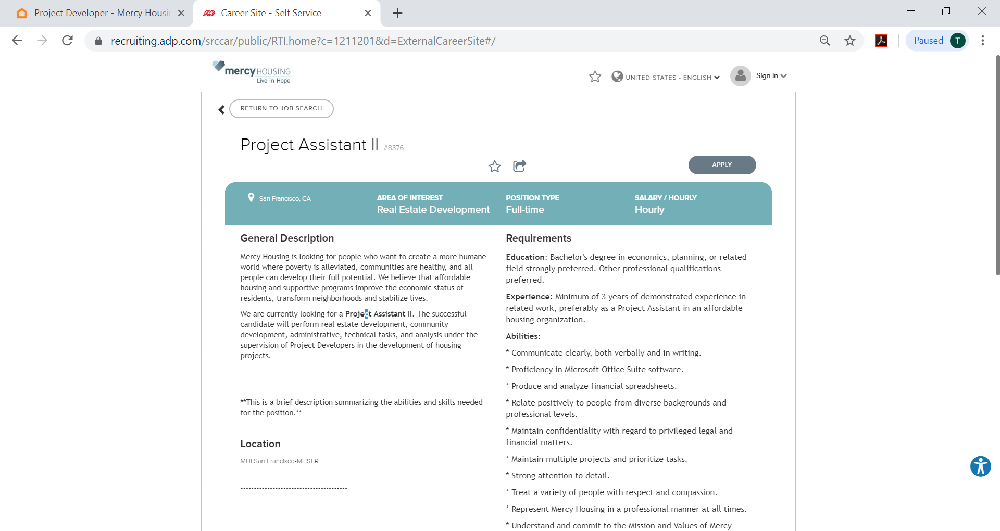 Project Developer - Mercy Housi
Career Site - Self Service
recruiting.adp.com/srccar/public/RTI.home?c=1211201&d=ExternalCareerSite#/
Paused
T
mercy HOUSING
Live in Hope
UNITED STATES - ENGLISH
Sign In
RETURN TO JOB SEARCH
Project Assistant II #8376
APPLY
San Francisco, CA
AREA OF INTEREST
Real Estate Development
POSITION TYPE
Full-time
SALARY / HOURLY
Hourly
General Description
Mercy Housing is looking for people who want to create a more humane
world where poverty is alleviated, communities are healthy, and all
people can develop their full potential. We believe that affordable
housing and supportive programs improve the economic status of
residents, transform neighborhoods and stabilize lives.
We are currently looking for a Project Assistant II. The successful
candidate will perform real estate development, community
development, administrative, technical tasks, and analysis under the
supervision of Project Developers in the development of housing
projects.
**This is a brief description summarizing the abilities and skills needed
for the position.**
Location
MHI San Francisco-MHSFR
Requirements
Education: Bachelor's degree in economics, planning, or related
field strongly preferred. Other professional qualifications
preferred.
Experience: Minimum of 3 years of demonstrated experience in
related work, preferably as a Project Assistant in an affordable
housing organization.
Abilities:
* Communicate clearly, both verbally and in writing.
* Proficiency in Microsoft Office Suite software.
* Produce and analyze financial spreadsheets.
* Relate positively to people from diverse backgrounds and
professional levels.
* Maintain confidentiality with regard to privileged legal and
financial matters.
* Maintain multiple projects and prioritize tasks.
* Strong attention to detail.
* Treat a variety of people with respect and compassion.
* Represent Mercy Housing in a professional manner at all times.
* Understand and commit to the Mission and Values of Mercy